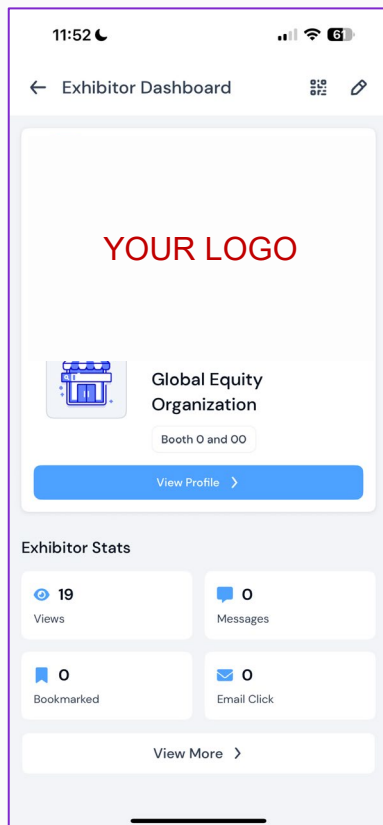 11:52
61
Exhibitor Dashboard
YOUR LOGO
Global Equity
Organization
Booth 0 and 00
View Profile
Exhibitor Stats
19
Views
0
Messages
0
Bookmarked
0
Email Click
View More